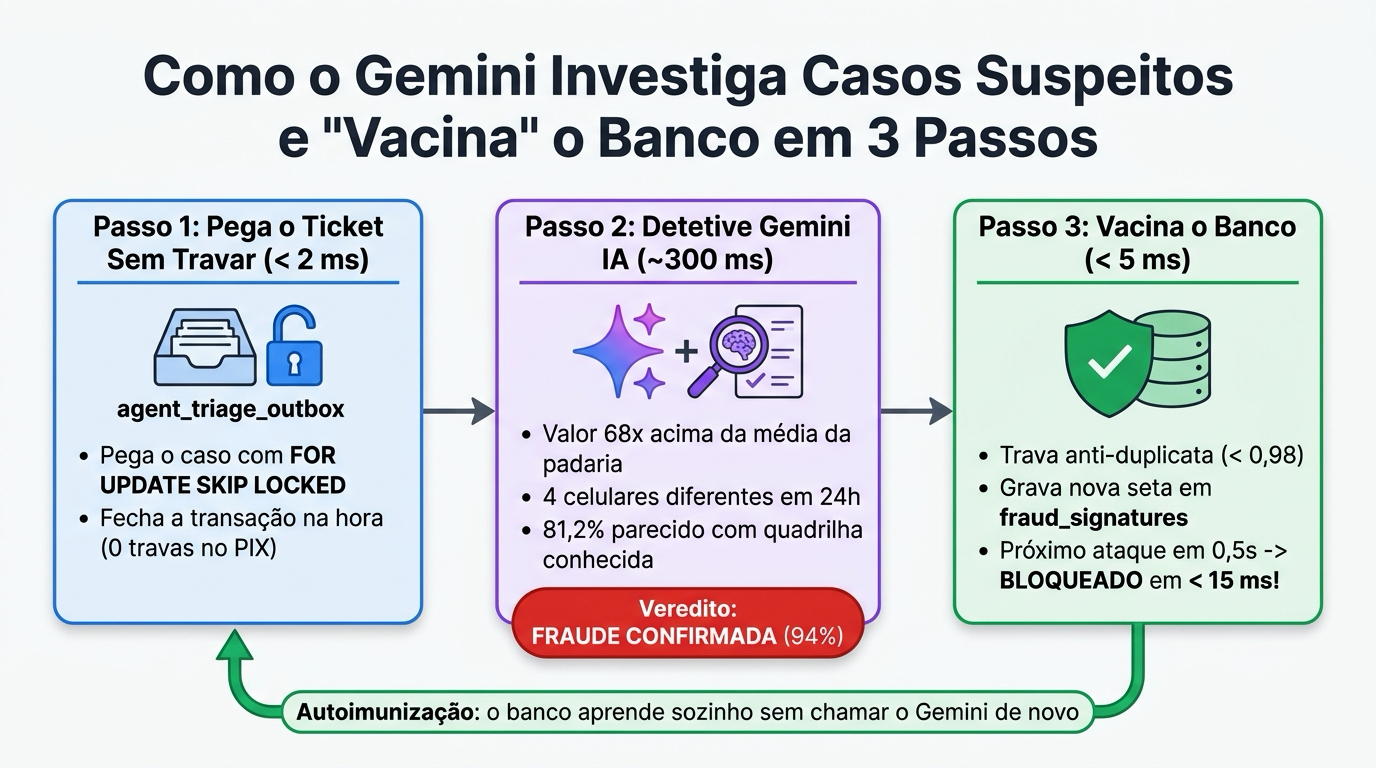 Como o Gemini Investiga Casos Suspeitos
e "Vacina" o Banco em 3 Passos
Passo 1: Pega o Ticket
Sem Travar (< 2 ms)
agent_triage_outbox
• Pega o caso com FOR
UPDATE SKIP LOCKED
• Fecha a transação na hora
(0 travas no PIX)
Passo 2: Detetive Gemini
IA (~300 ms)
+
• Valor 68x acima da média da
padaria
• 4 celulares diferentes em 24h
• 81,2% parecido com quadrilha
conhecida
Veredito:
FRAUDE CONFIRMADA (94%)
Passo 3: Vacina o Banco
(< 5 ms)
• Trava anti-duplicata (< 0,98)
• Grava nova seta em
fraud_signatures
• Próximo ataque em 0,5s ->
BLOQUEADO em < 15 ms!
Autoimunização: o banco aprende sozinho sem chamar o Gemini de novo